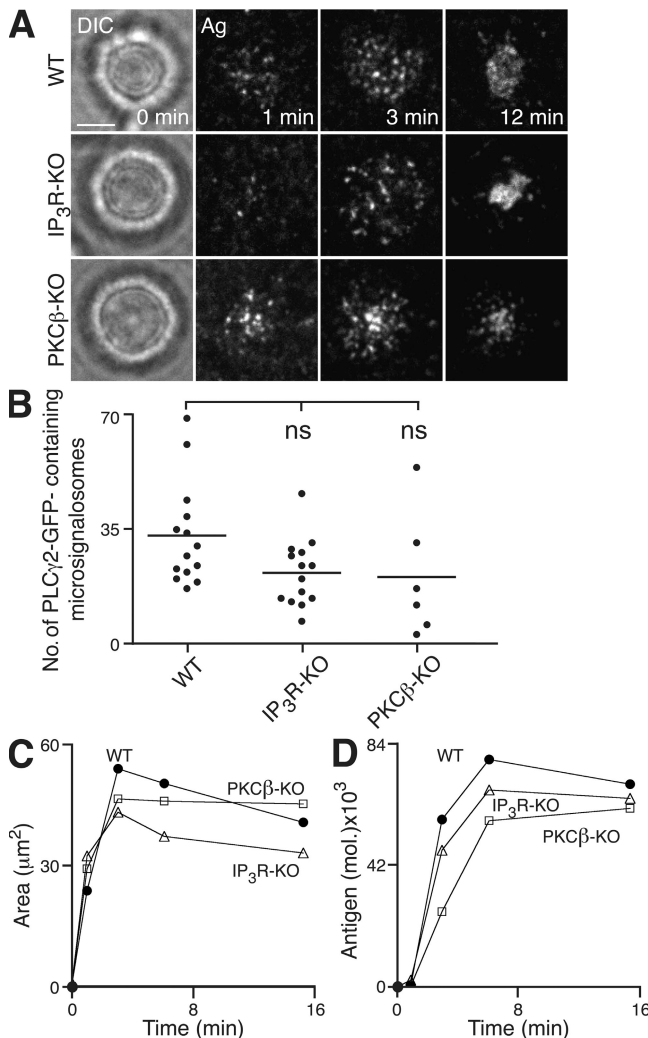 A
DIC
Ag
WT
0 min
1 min
3 min
12 min
IP3R-KO
PKCβ-KO
B
No. of PLCγ2-GFP- containing
microsignalosomes
70
35
0
ns
ns
WT
IP3R-KO
PKCβ-KO
C
Area (μm2)
60
30
0
WT
PKCβ-KO
IP3R-KO
0
8
16
Time (min)
D
Antigen (mol.)x10³
84
42
0
WT
IP3R-KO
PKCβ-KO
0
8
16
Time (min)